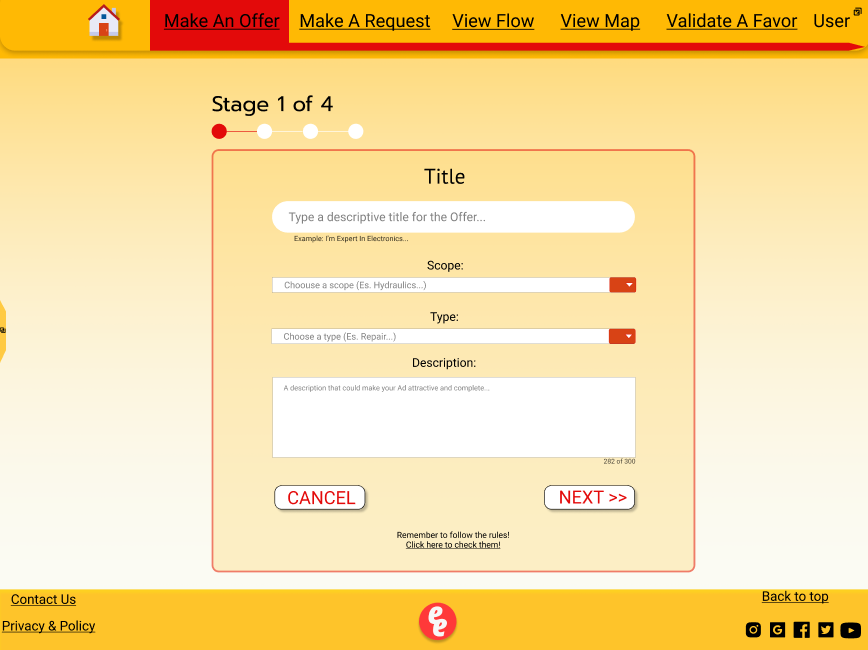 Make An Offer Make A Request View Flow View Map Validate A Favor User
Stage 1 of 4
Title
Type a descriptive title for the Offer...
Example: I'm Expert In Electronics...
Scope:
Choouse a scope (Es. Hydraulics...)
Type:
Choose a type (Es. Repair...)
Description:
A description that could make your Ad attractive and complete...
282 of 300
CANCEL
NEXT >>
Remember to follow the rules!
Click here to check them!
Contact Us
Back to top
Privacy & Policy